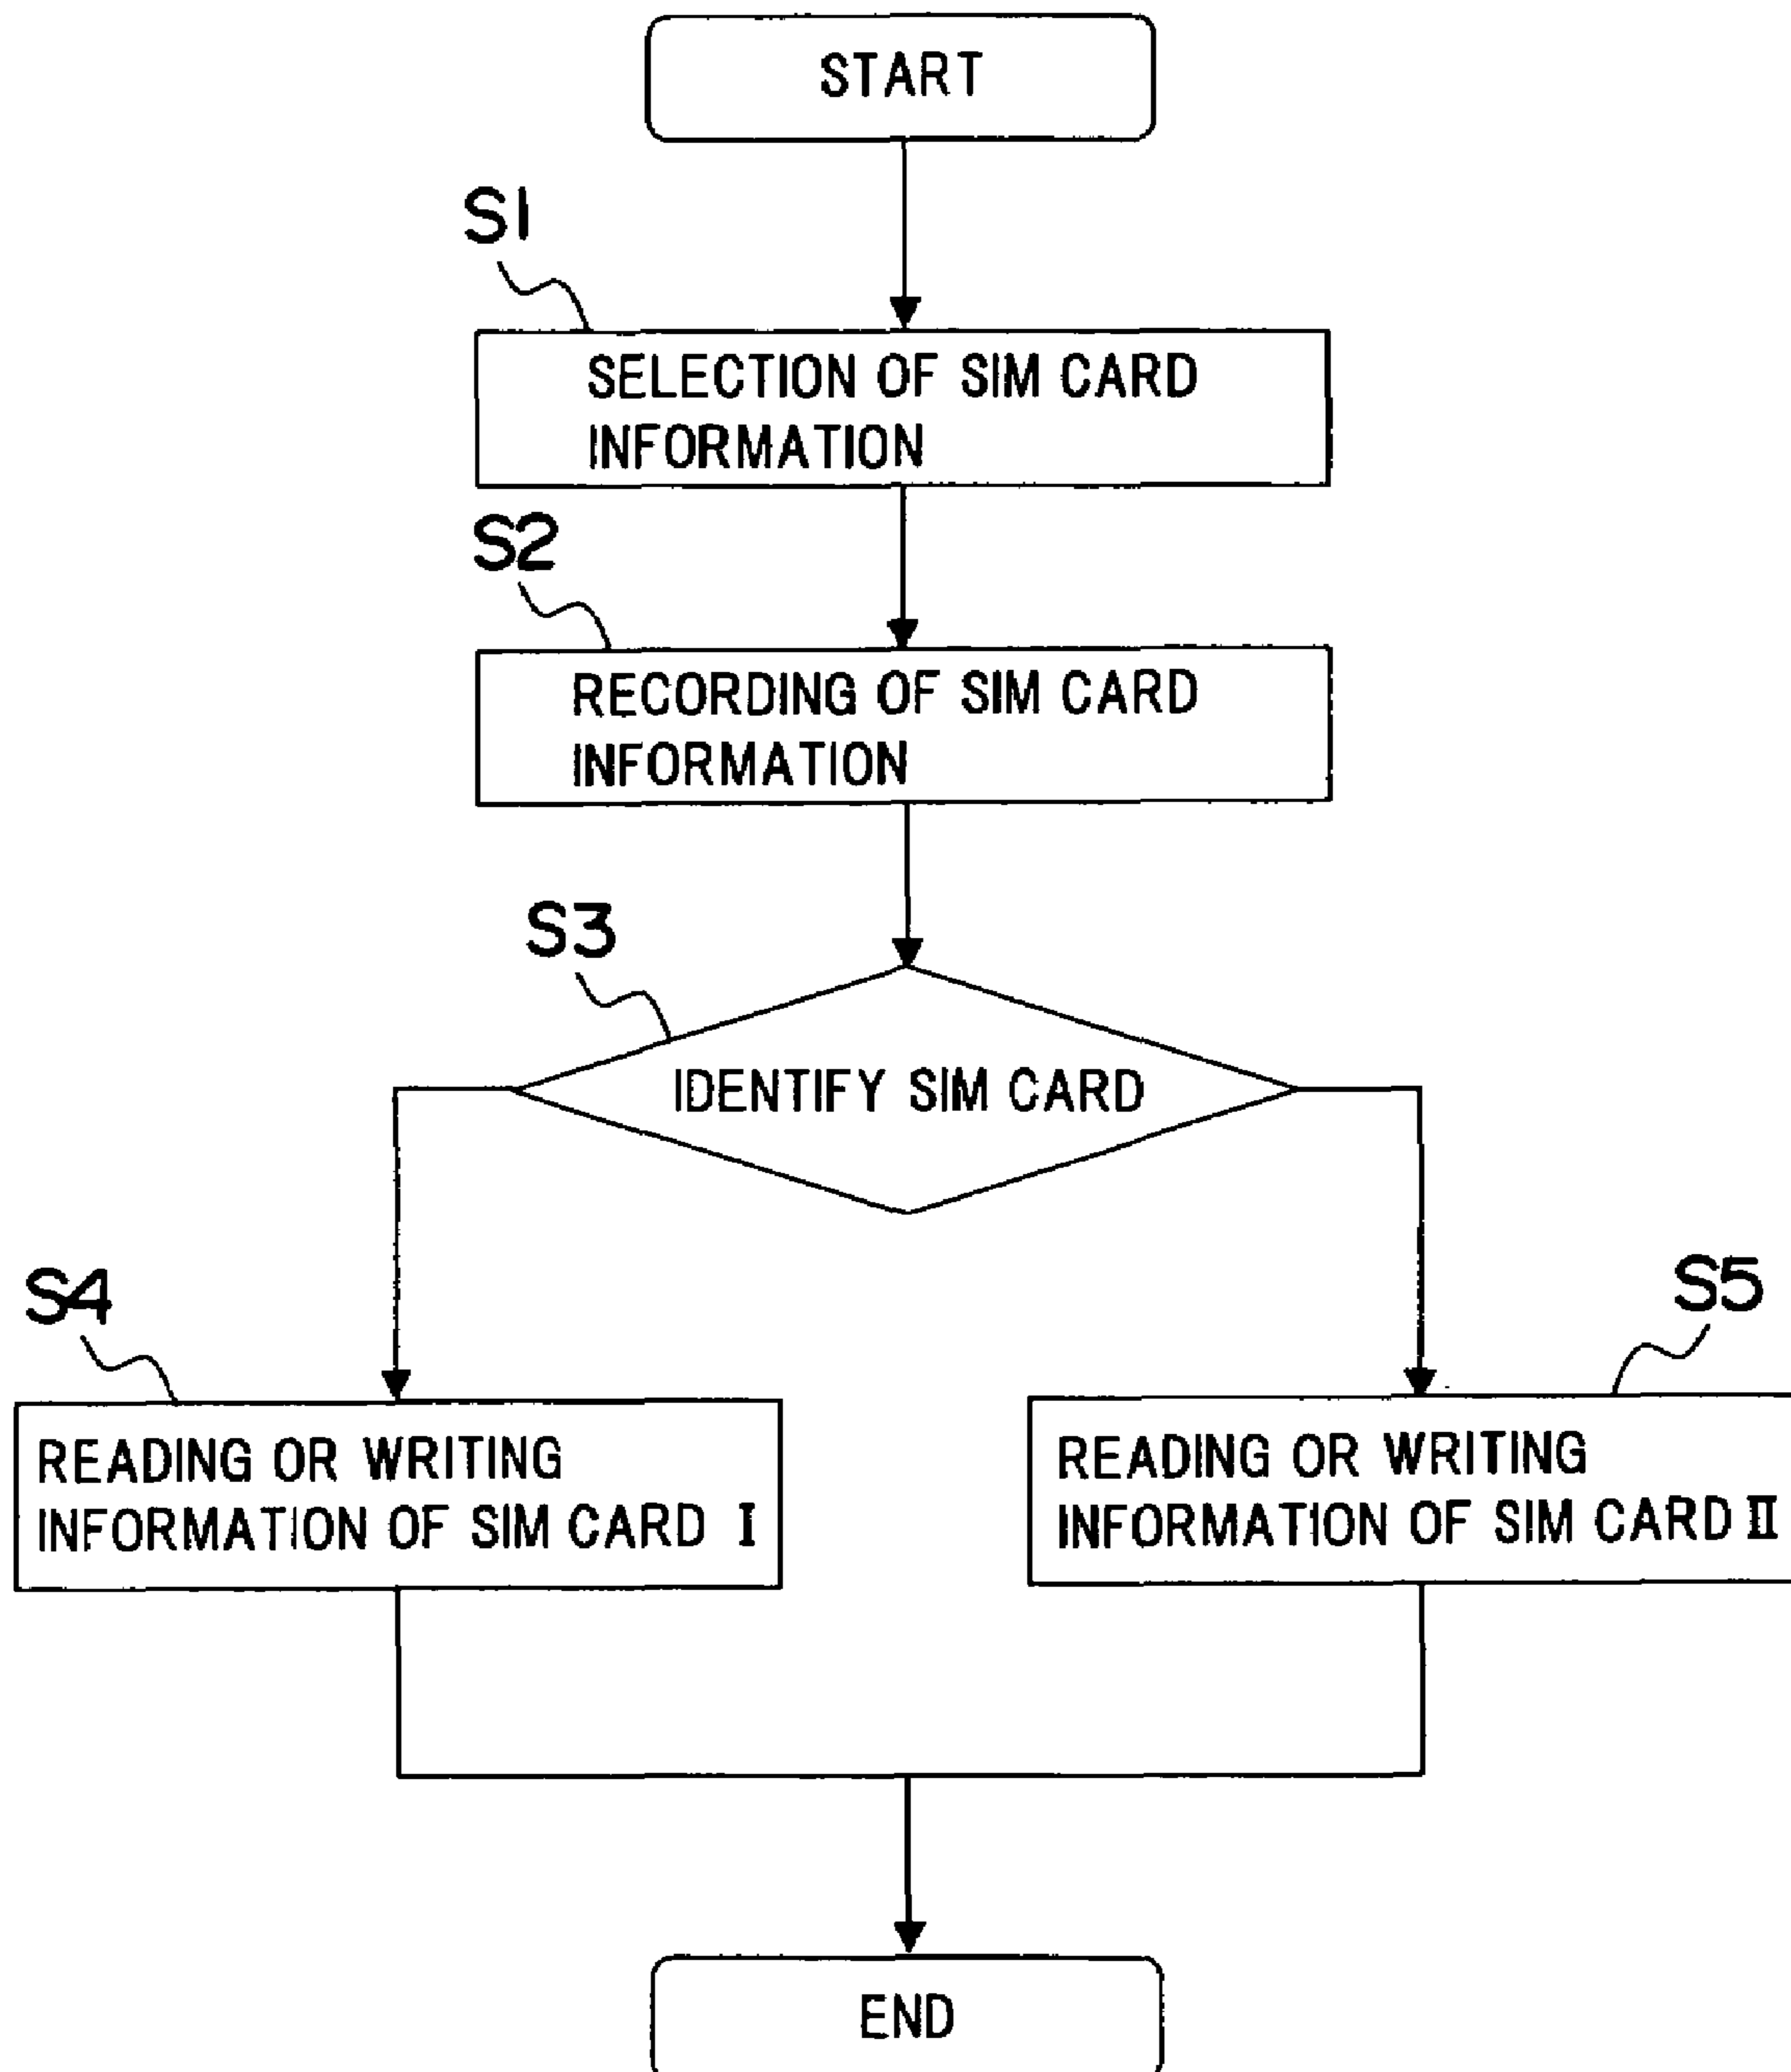 START
S1
SELECTION OF SIM CARD
INFORMATION
S2
RECORDING OF SIM CARD
INFORMATION
S3
IDENTIFY SIM CARD
S4
READING OR WRITING
INFORMATION OF SIM CARD I
S5
READING OR WRITING
INFORMATION OF SIM CARD II
END